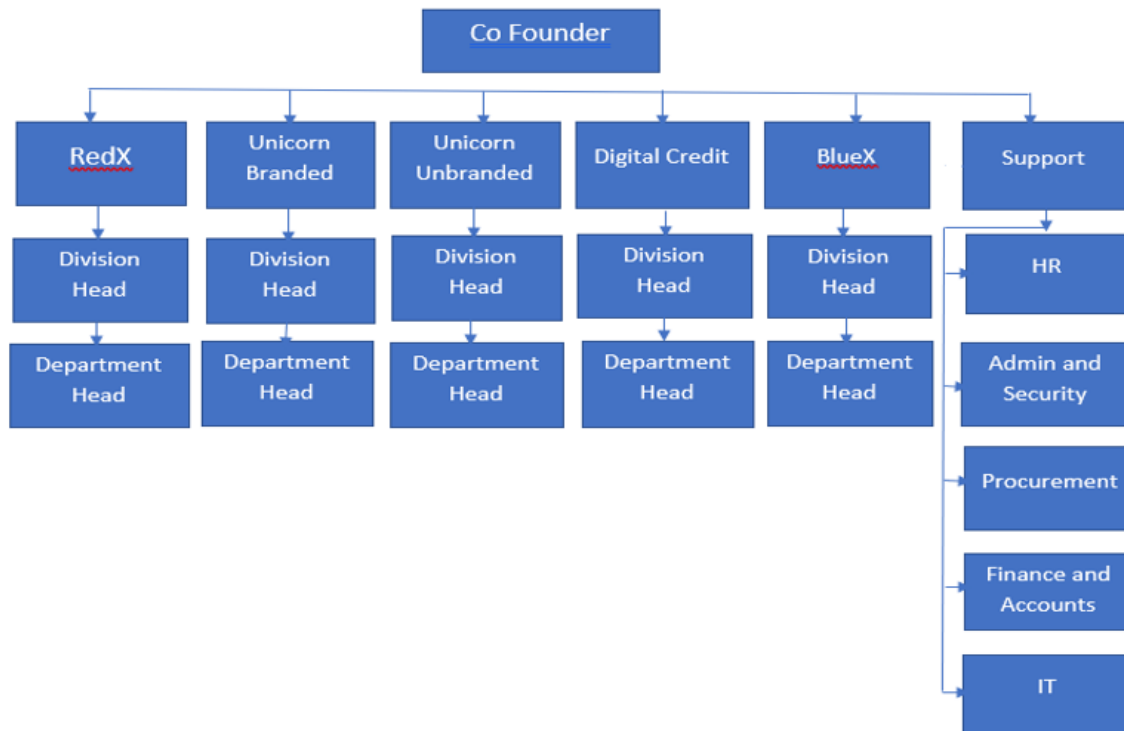 Co Founder
RedX
Unicorn
Branded
Unicorn
Unbranded
Digital Credit
BlueX
Support
Division
Head
Division
Head
Division
Head
Division
Head
Division
Head
HR
Department
Head
Department
Head
Department
Head
Department
Head
Department
Head
Admin and
Security
Procurement
Finance and
Accounts
IT